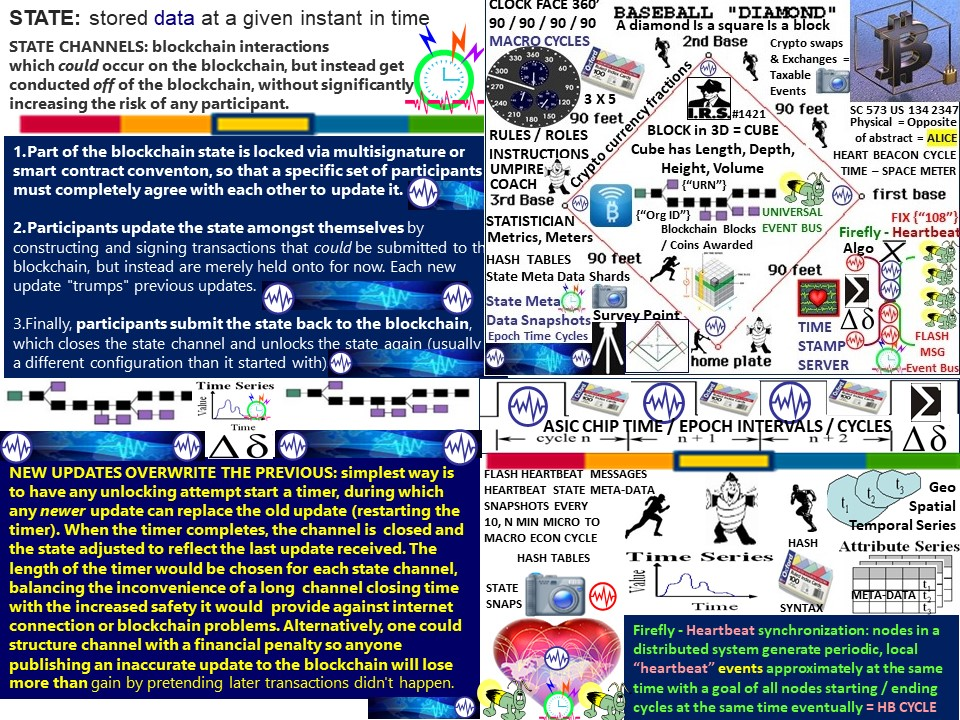 STATE: stored data at a given instant in time
STATE CHANNELS: blockchain interactions
which could occur on the blockchain, but instead get
conducted off of the blockchain, without significantly
increasing the risk of any participant.
1.Part of the blockchain state is locked via multisignature or
smart contract conventon, so that a specific set of participants
must completely agree with each other to update it.
2.Participants update the state amongst themselves by
constructing and signing transactions that could be submitted to th
blockchain, but instead are merely held onto for now. Each new
update "trumps" previous updates.
3.Finally, participants submit the state back to the blockchain,
which closes the state channel and unlocks the state again (usually
a different configuration than it started with)
Time Series
Value
Time
Δ δ
NEW UPDATES OVERWRITE THE PREVIOUS: simplest way is
to have any unlocking attempt start a timer, during which
any newer update can replace the old update (restarting the
timer). When the timer completes, the channel is closed and
the state adjusted to reflect the last update received. The
length of the timer would be chosen for each state channel,
balancing the inconvenience of a long channel closing time
with the increased safety it would provide against internet
connection or blockchain problems. Alternatively, one could
structure channel with a financial penalty so anyone
publishing an inaccurate update to the blockchain will lose
more than gain by pretending later transactions didn't happen.
CLOCK FACE 360'
90 / 90 / 90 / 90
MACRO CYCLES
BASEBALL "DIAMOND"
A diamond Is a square Is a block
2nd Base
Crypto swaps
& Exchanges =
Taxable
Events
90 feet
3 X 5
90 feet
Crypto currency fractions
I.R.S.
#1421
BLOCK in 3D = CUBE
Cube has Length, Depth,
Height, Volume
SC 573 US 134 2347
Physical = Opposite
of abstract = ALICE
HEART BEACON CYCLE
TIME – SPACE METER
RULES / ROLES
INSTRUCTIONS
UMPIRE
COACH
3rd Base
first base
{"URN"}
{"Org ID"}
Blockchain Blocks
/ Coins Awarded
UNIVERSAL
EVENT BUS
STATISTICIAN
Metrics, Meters
HASH TABLES
90 feet
State Meta Data Shards
State Meta
Data Snapshots
Epoch Time Cycles
Survey Point
home plate
90 feet
FIX {"108"}
Firefly - Heartbeat
Algo
Σ
Δ δ
TIME
STAMP
SERVER
FLASH
MSG
Event Bus
ASIC CHIP TIME / EPOCH INTERVALS / CYCLES
cycle n
n + 1
n + 2
Σ
Δ δ
FLASH HEARTBEAT MESSAGES
HEARTBEAT STATE META-DATA
SNAPSHOTS EVERY
10, N MIN MICRO TO
MACRO ECON CYCLE
HASH TABLES
STATE
SNAPS
Time Series
Value
Time
HASH
SYNTAX
t1
t2
t3
Geo
Spatial
Temporal Series
Attribute Series
META-DATA
t1
t2
t3
Firefly - Heartbeat synchronization: nodes in a
distributed system generate periodic, local
"heartbeat" events approximately at the same
time with a goal of all nodes starting / ending
cycles at the same time eventually = HB CYCLE